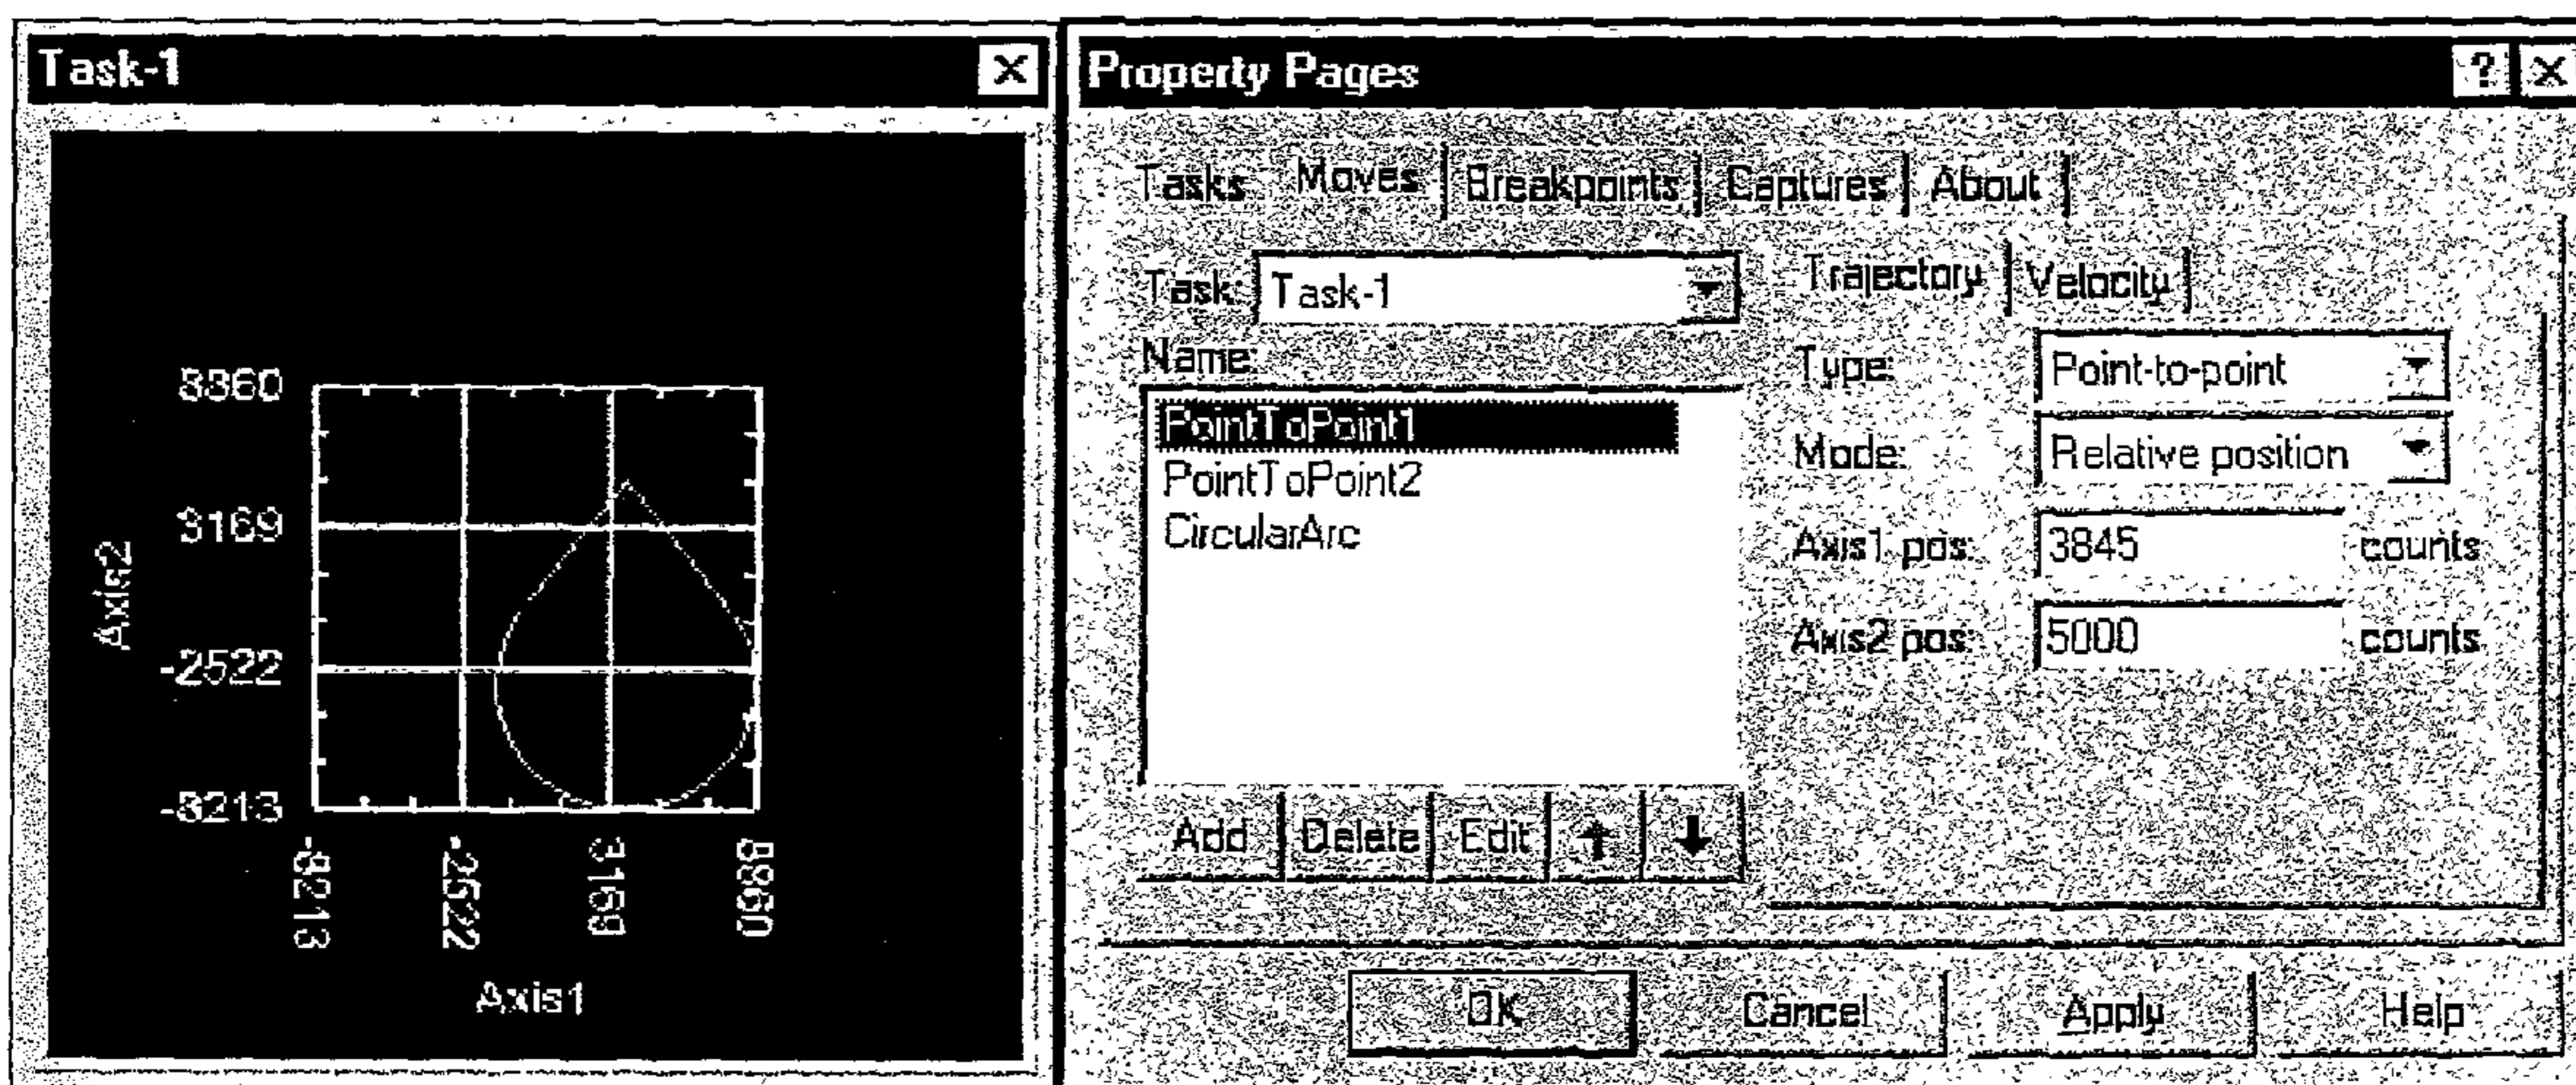 Task-1
Axis2
8860
3169
-2522
-8213
-8213
-2522
3169
8860
Axis1
Property Pages
Tasks Moves Breakpoints Captures About
Task: Task-1
Name:
PointToPoint1
PointToPoint2
CircularArc
Add Delete Edit
Trajectory Velocity
Type: Point-to-point
Mode: Relative position
Axis1 pos: 3845 counts
Axis2 pos: 5000 counts
OK Cancel Apply Help